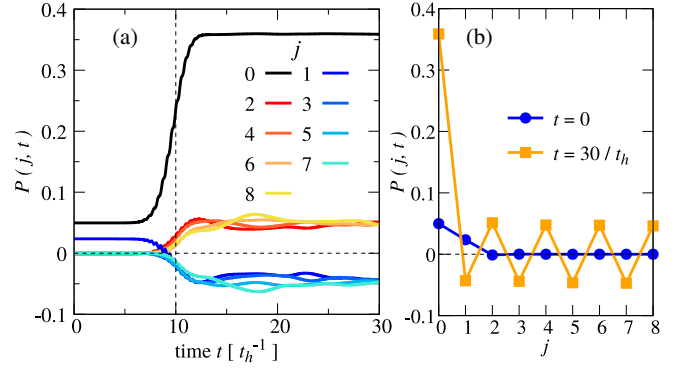 (a)
j
0 1
2 3
4 5
6 7
8
P ( j, t )
0.4
0.3
0.2
0.1
0
-0.1
0 10 20 30
time t [ t_h^-1 ]
(b)
t = 0
t = 30 / t_h
P ( j, t )
0.4
0.3
0.2
0.1
0
-0.1
0 1 2 3 4 5 6 7 8
j